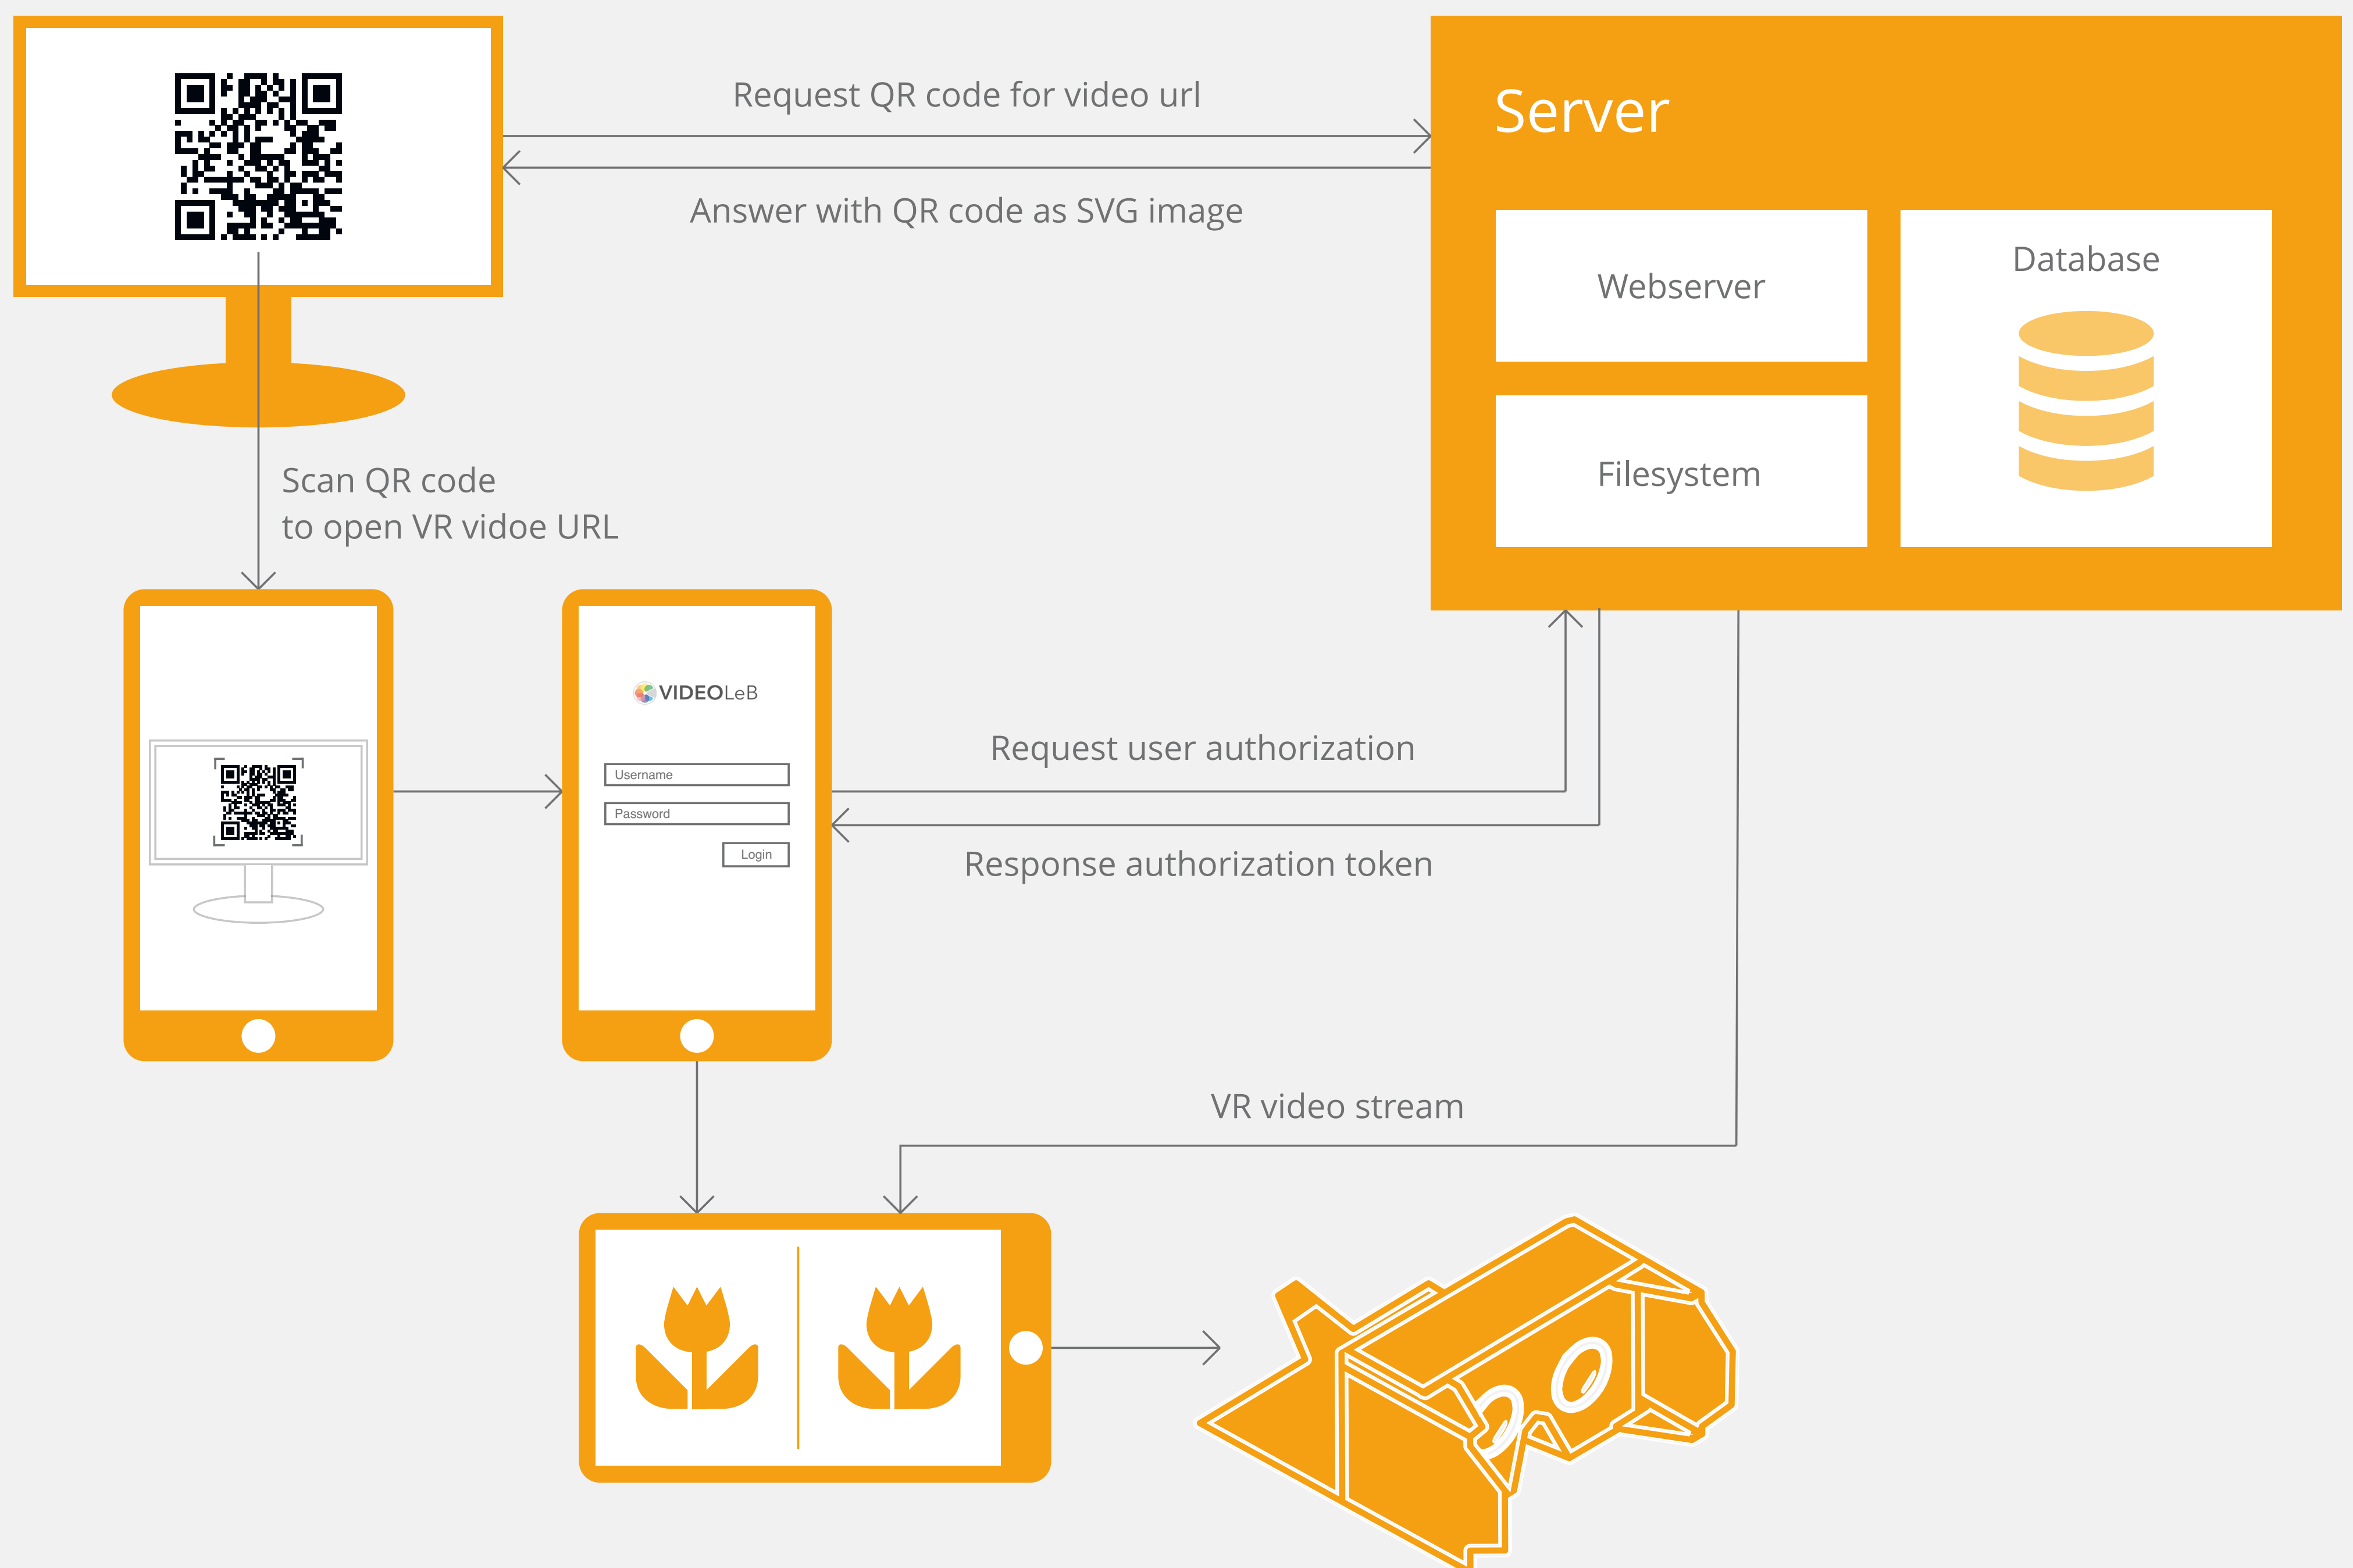 Request QR code for video url
Answer with QR code as SVG image
Server
Webserver
Database
Filesystem
Scan QR code
to open VR vidoe URL
VIDEOLeB
Username
Password
Login
Request user authorization
Response authorization token
VR video stream